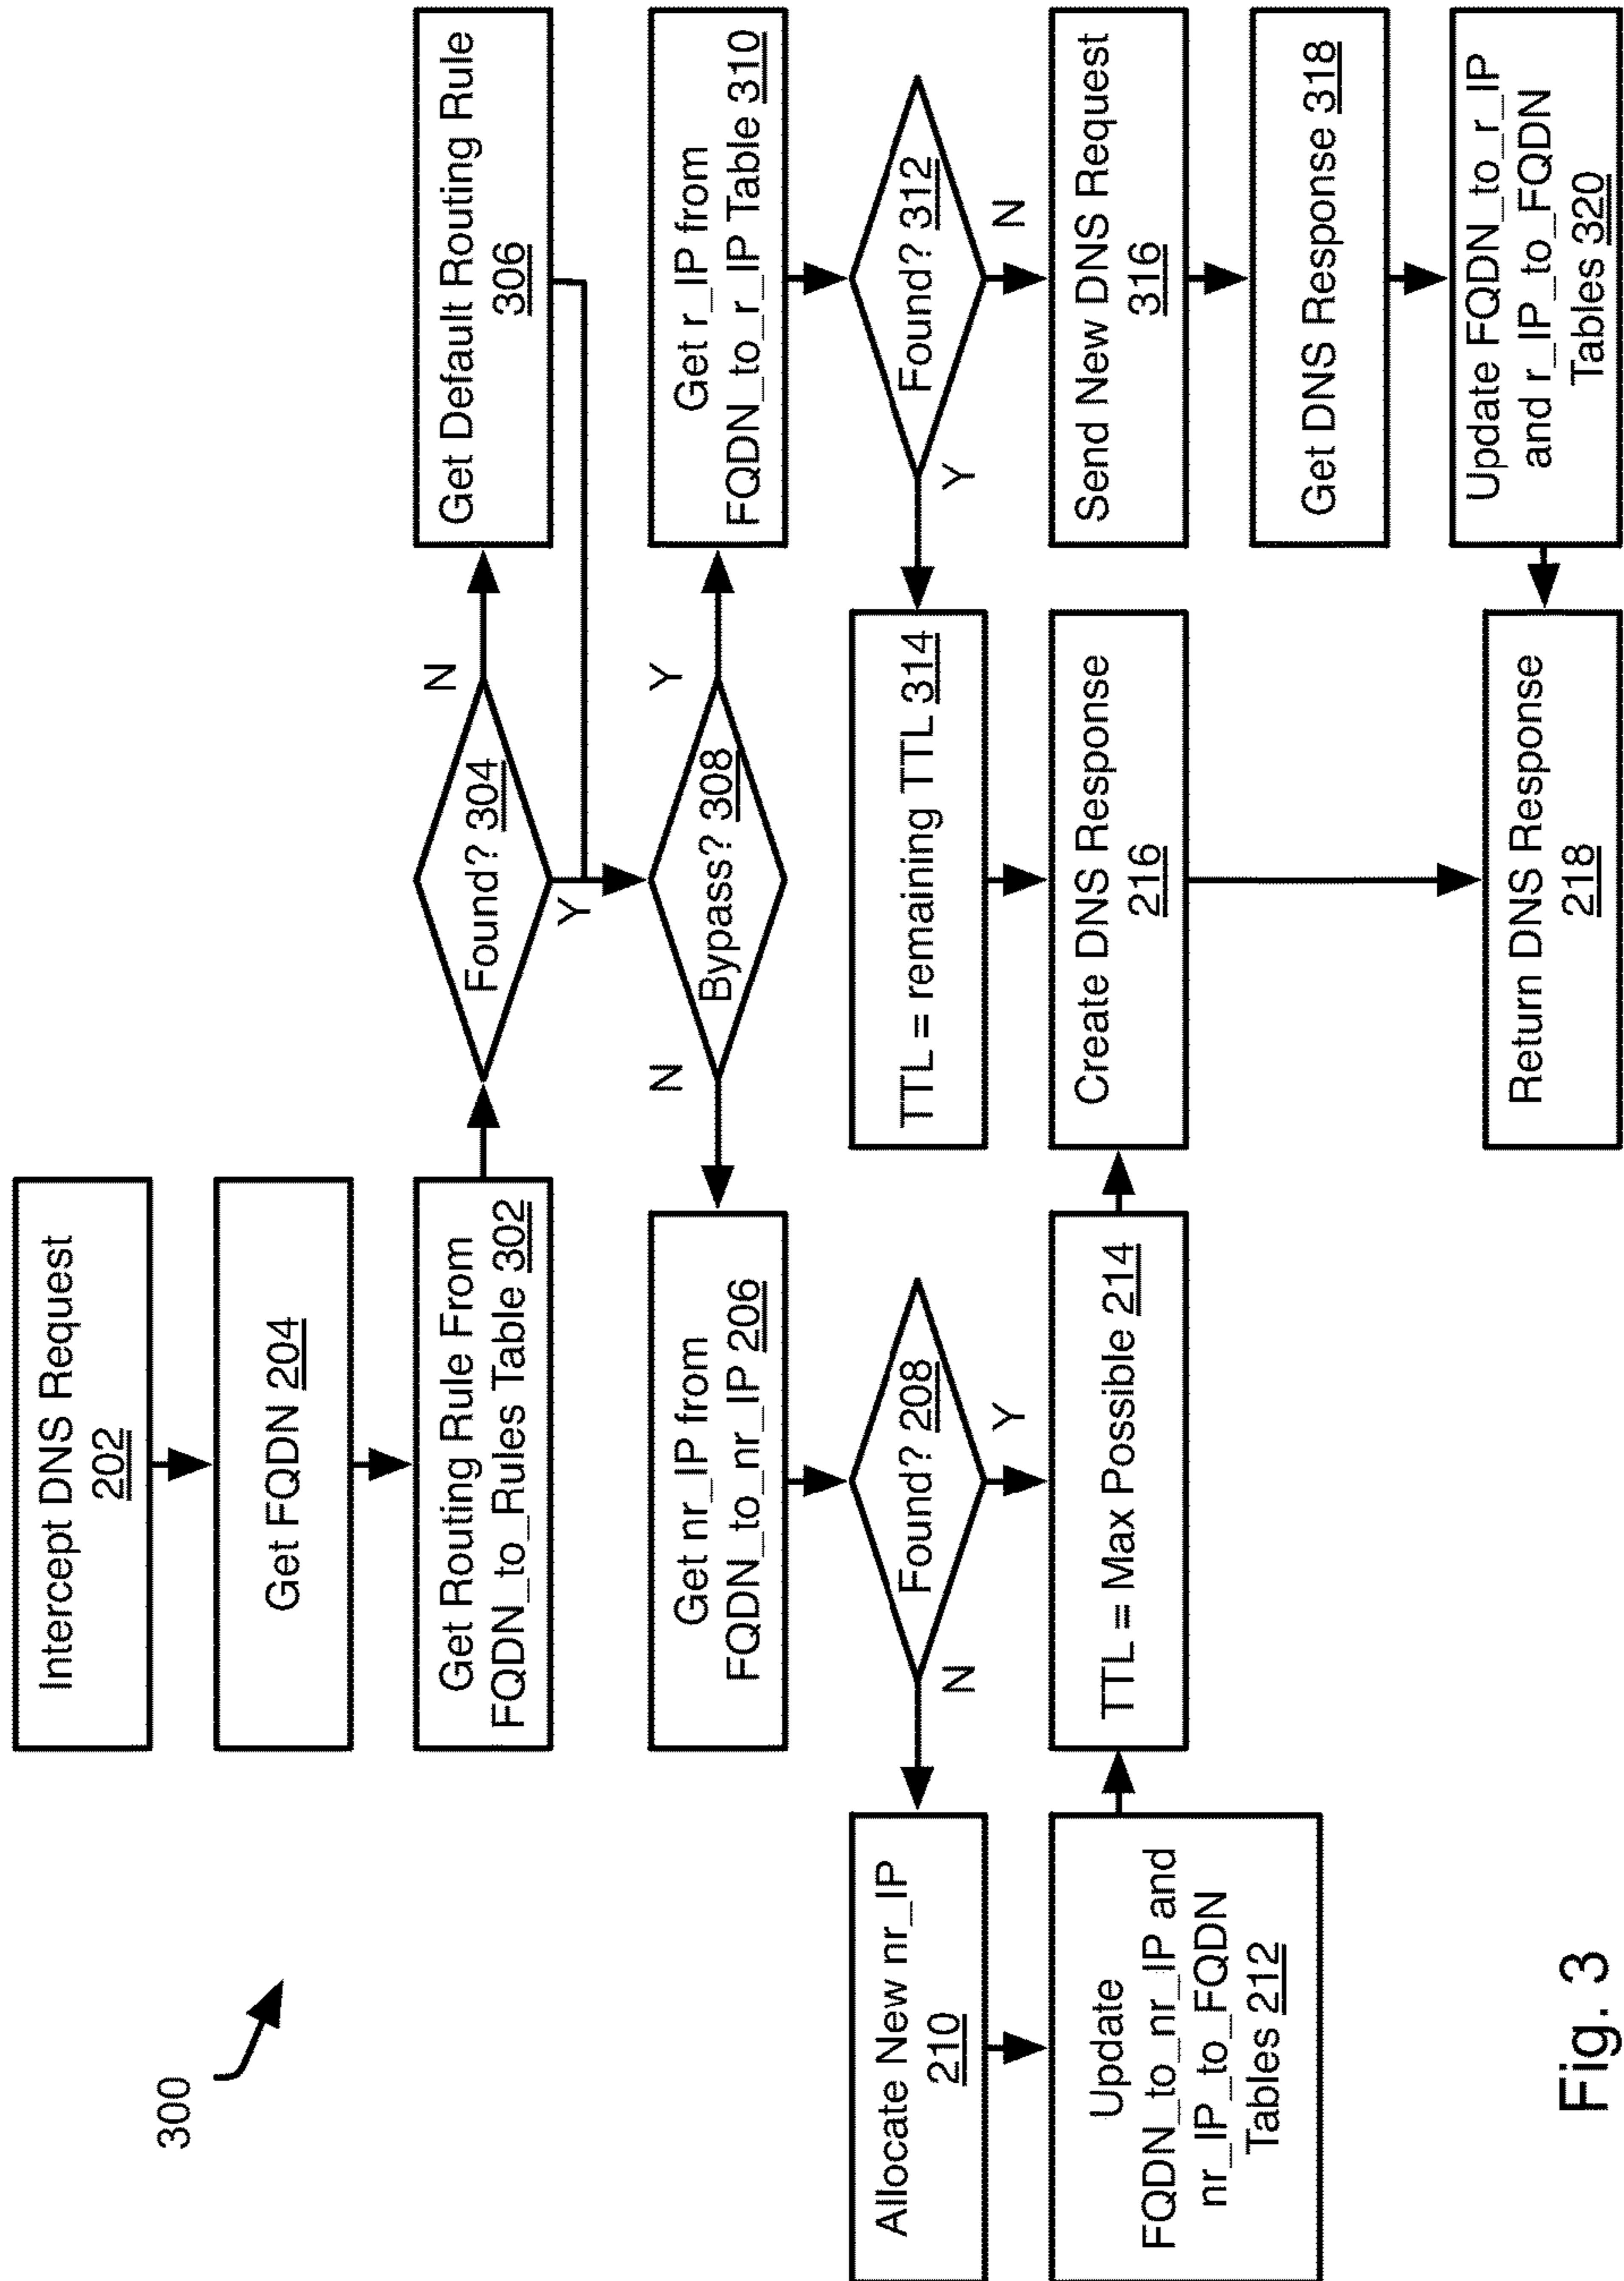 300
Intercept DNS Request
202
Get FQDN 204
Get Routing Rule From
FQDN_to_Rules Table 302
Found? 304
N
Y
Get Default Routing Rule
306
Bypass? 308
N
Y
Get nr_IP from
FQDN_to_nr_IP 206
Get r_IP from
FQDN_to_r_IP Table 310
Found? 208
N
Y
Found? 312
Y
N
Allocate New nr_IP
210
TTL = remaining TTL 314
Update
FQDN_to_nr_IP and
nr_IP_to_FQDN
Tables 212
TTL = Max Possible 214
Create DNS Response
216
Send New DNS Request
316
Get DNS Response 318
Return DNS Response
218
Update FQDN_to_r_IP
and r_IP_to_FQDN
Tables 320
Fig. 3